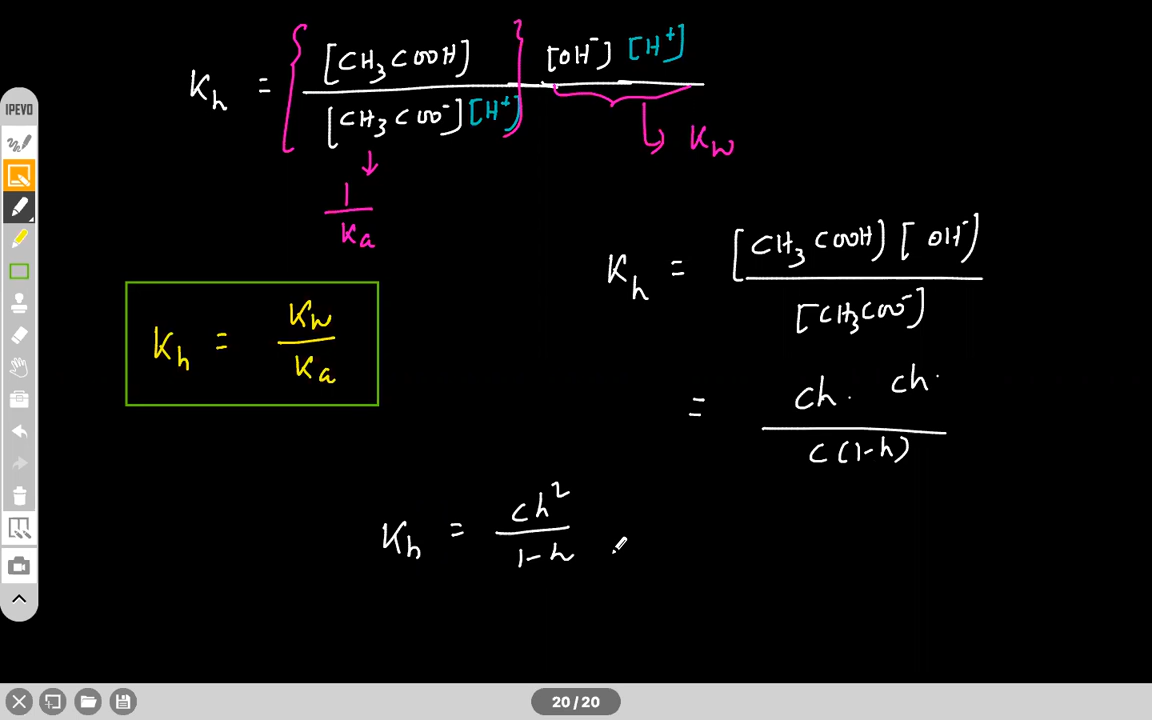 IPEVO
Kh = { [CH3COOH] / [CH3COO-][H+] } [OH-] [H+]
↓ 1/Ka
→ Kw
Kh = Kw / Ka
Kh = [CH3COOH) [OH-] / [CH3COO-]
= ch . ch . / c(1-h)
Kh = ch² / 1-h
20/20